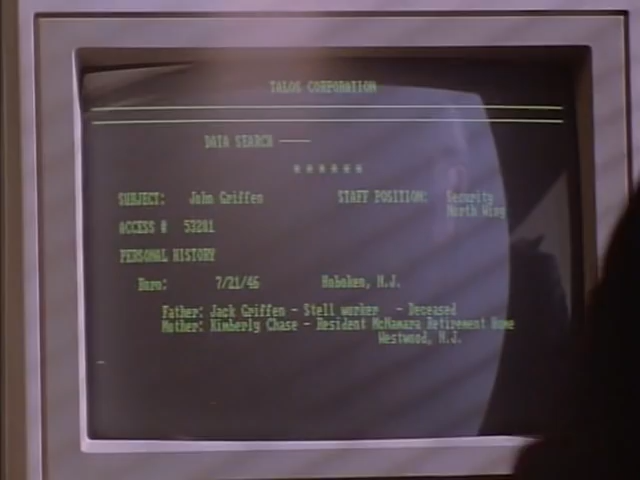 TALOS CORPORATION
DATA SEARCH ——
* * * * * *
SUBJECT: John Griffen STAFF POSITION: Security
North Wing
ACCESS # 53281
PERSONAL HISTORY
Born: 7/21/46 Hoboken, N.J.
Father: Jack Griffen - Stell worker - Deceased
Mother: Kimberly Chase - Resident McNamara Retirement Home
Westwood, N.J.